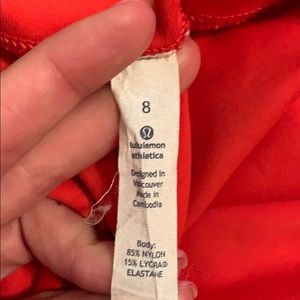 8
lululemon
athletica
Designed in
Vancouver
Made in
Cambodia
Body:
85% NYLON
15% LYCRA®
ELASTANE